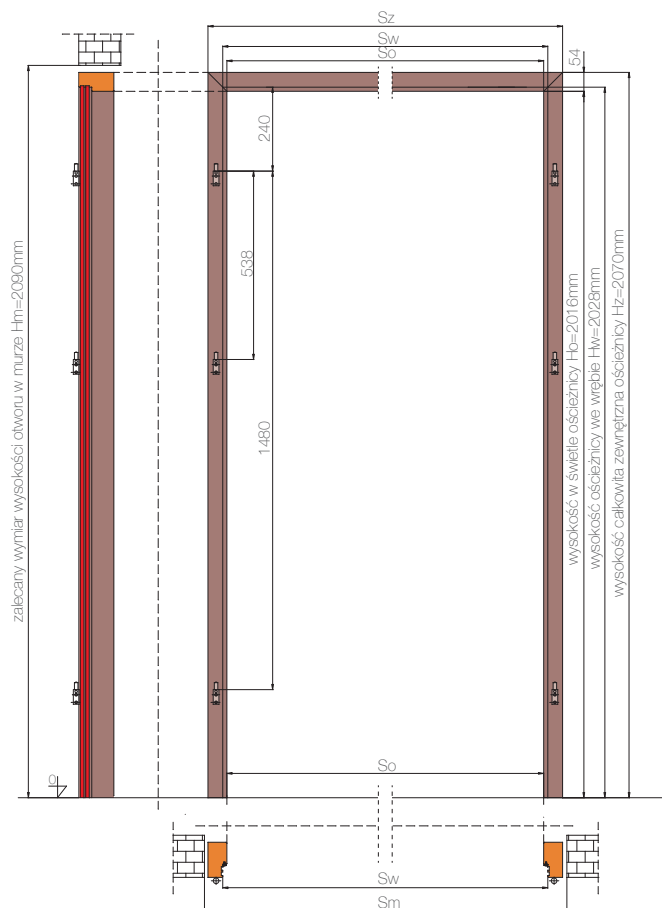 Sz
Sw
So
54
240
538
1480
zalecany wymiar wysokości otworu w murze Hm=2090mm
wysokość w świetle ościeżnicy Ho=2016mm
wysokość ościeżnicy we wrębie Hw=2028mm
wysokość całkowita zewnętrzna ościeżnicy Hz=2070mm
0
So
Sw
Sm